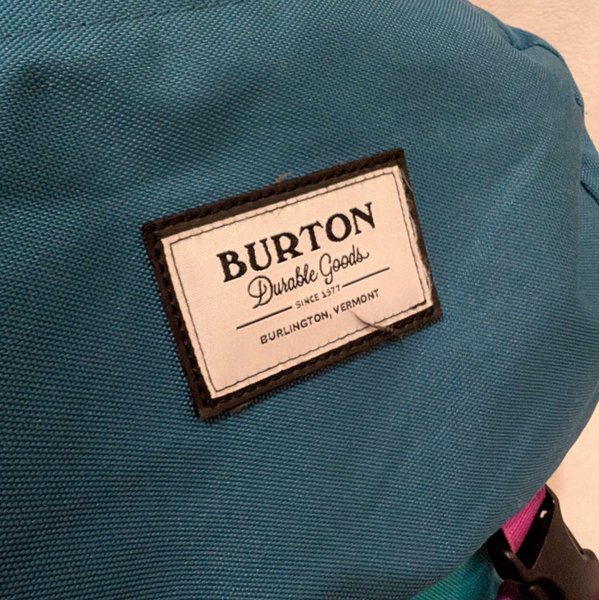 BURTON
Durable Goods
SINCE 1977
BURLINGTON, VERMONT